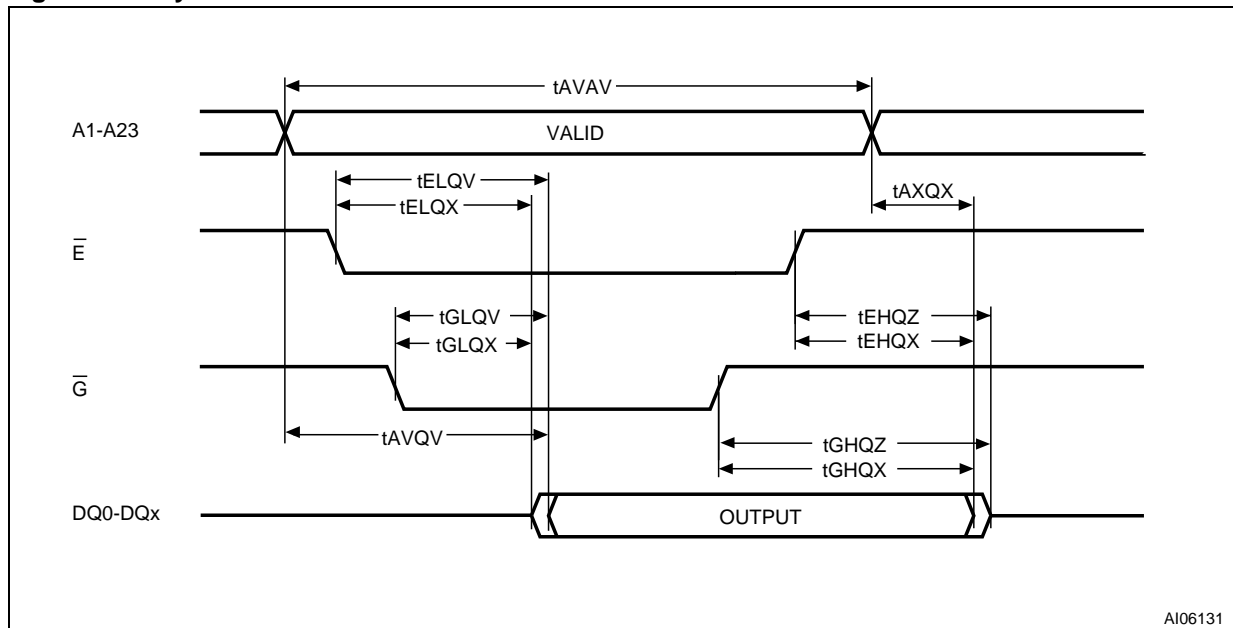 tAVAV
A1-A23
VALID
tELQV
tAXQX
tELQX
E̅
tGLQV
tEHQZ
tGLQX
tEHQX
G̅
tAVQV
tGHQZ
tGHQX
DQ0-DQx
OUTPUT
AI06131